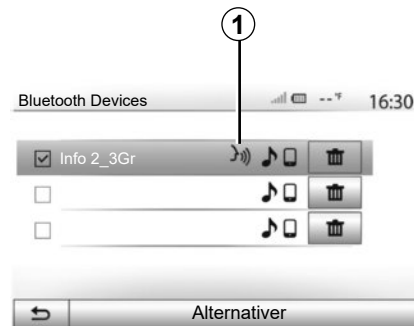 1
Bluetooth Devices --°F 16:30
Info 2_3Gr
Alternativer